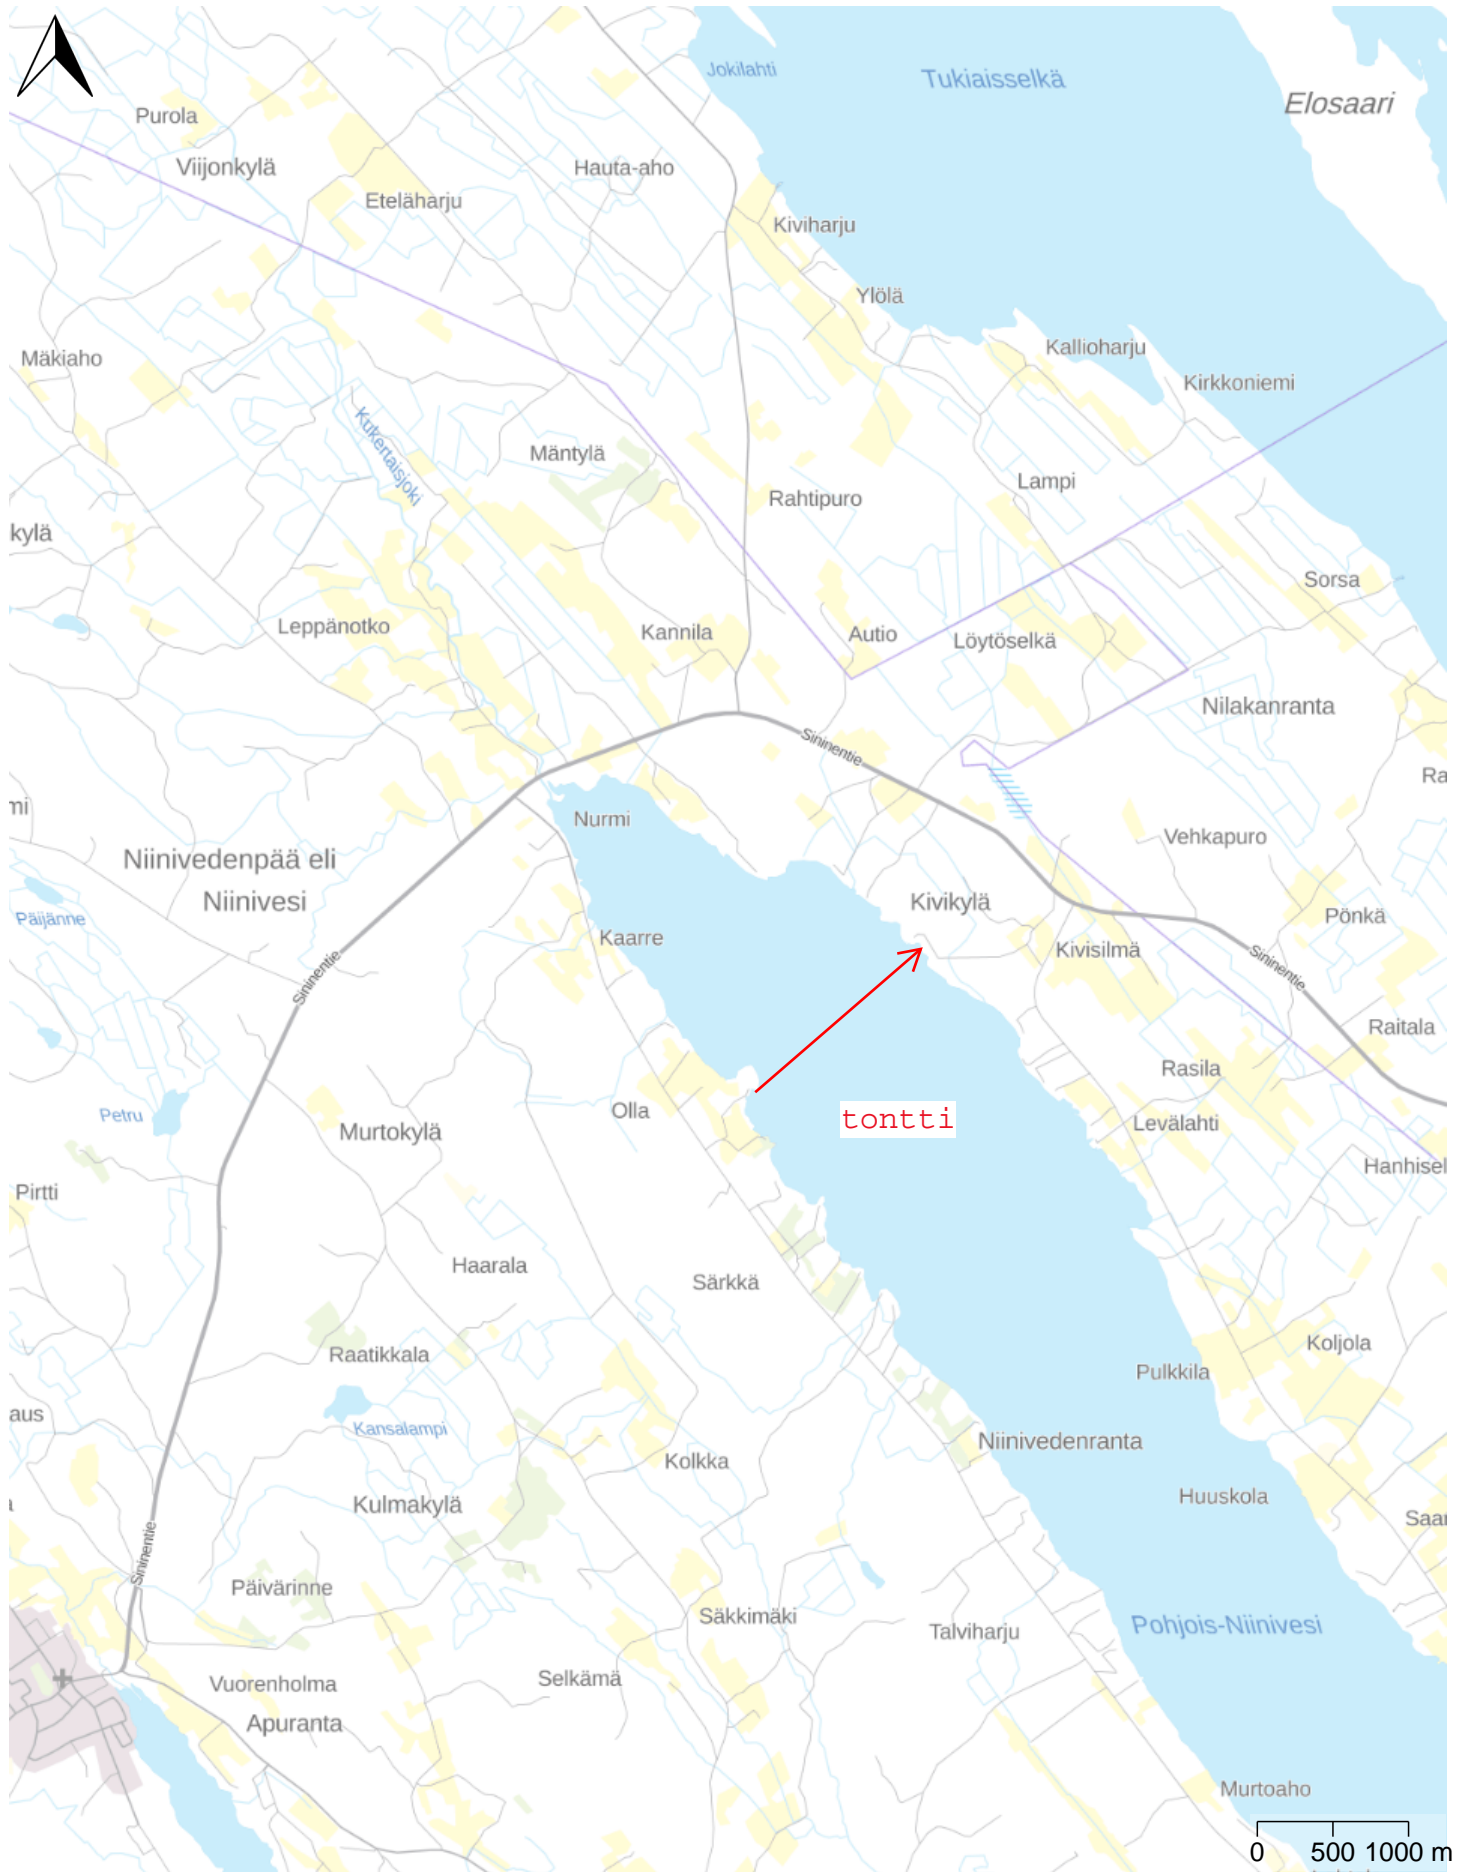 Jokilahti
Tukiaisselkä
Elosaari
Purola
Viijonkylä
Hauta-aho
Eteläharju
Kiviharju
Ylölä
Kallioharju
Mäkiaho
Kirkkoniemi
Kukertaisjoki
Mäntylä
Lampi
Rahtipuro
kylä
Sorsa
Leppänotko
Kannila
Autio
Löytöselkä
Nilakanranta
Sininentie
Ra
mi
Nurmi
Vehkapuro
Niinivedenpää eli
Niinivesi
Kivikylä
Päijänne
Pönkä
Kaarre
Kivisilmä
Sininentie
Sininentie
Raitala
Rasila
Petru
Olla
tontti
Levälahti
Murtokylä
Hanhisel
Pirtti
Haarala
Särkkä
Koljola
Raatikkala
Pulkkila
aus
Kansalampi
Niinivedenranta
Kolkka
Huuskola
Kulmakylä
Saar
Sininentie
Päivärinne
Säkkimäki
Pohjois-Niinivesi
Talviharju
Selkämä
Vuorenholma
Apuranta
Murtoaho
0 500 1000 m